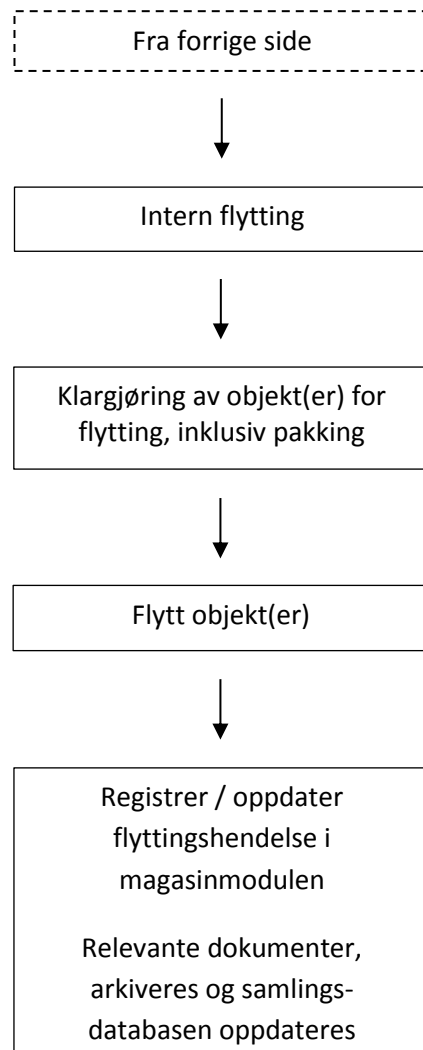 Fra forrige side
Intern flytting
Klargjøring av objekt(er) for
flytting, inklusiv pakking
Flytt objekt(er)
Registrer / oppdater
flyttingshendelse i
magasinmodulen
Relevante dokumenter,
arkiveres og samlings-
databasen oppdateres